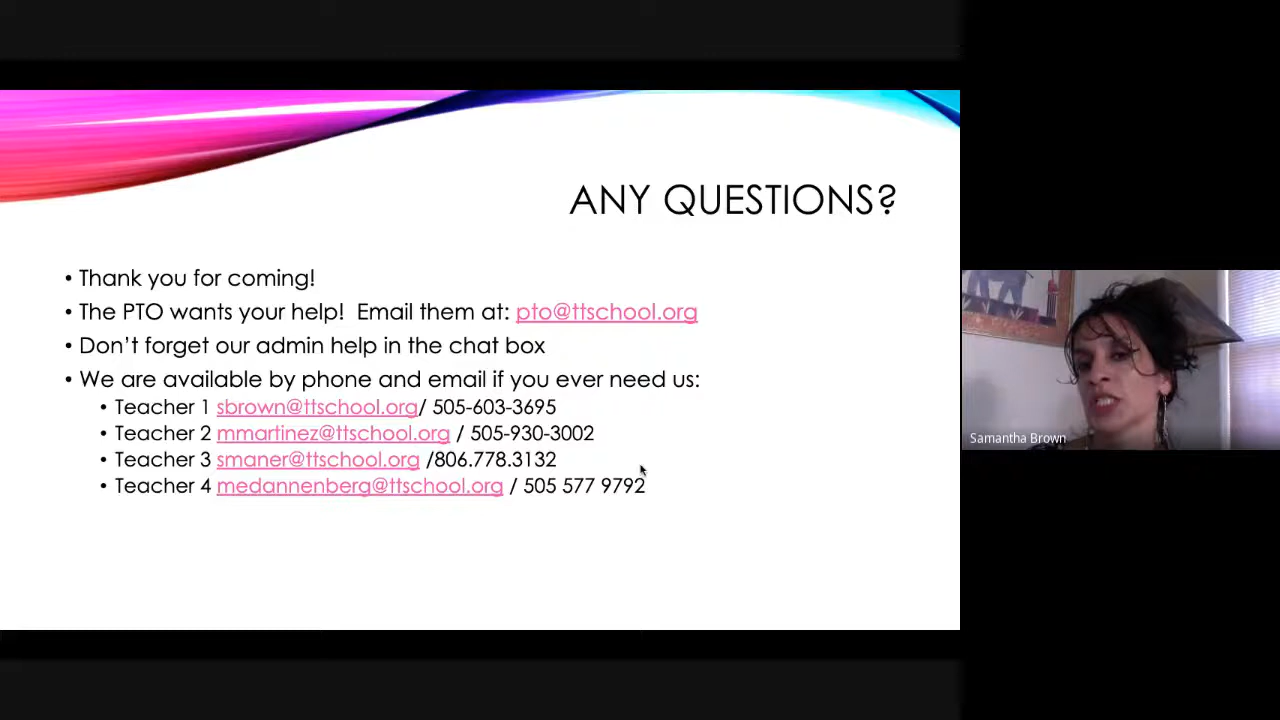 ANY QUESTIONS?
• Thank you for coming!
• The PTO wants your help!  Email them at: pto@ttschool.org
• Don't forget our admin help in the chat box
• We are available by phone and email if you ever need us:
• Teacher 1 sbrown@ttschool.org/ 505-603-3695
• Teacher 2 mmartinez@ttschool.org / 505-930-3002
• Teacher 3 smaner@ttschool.org /806.778.3132
• Teacher 4 medannenberg@ttschool.org / 505 577 9792
Samantha Brown